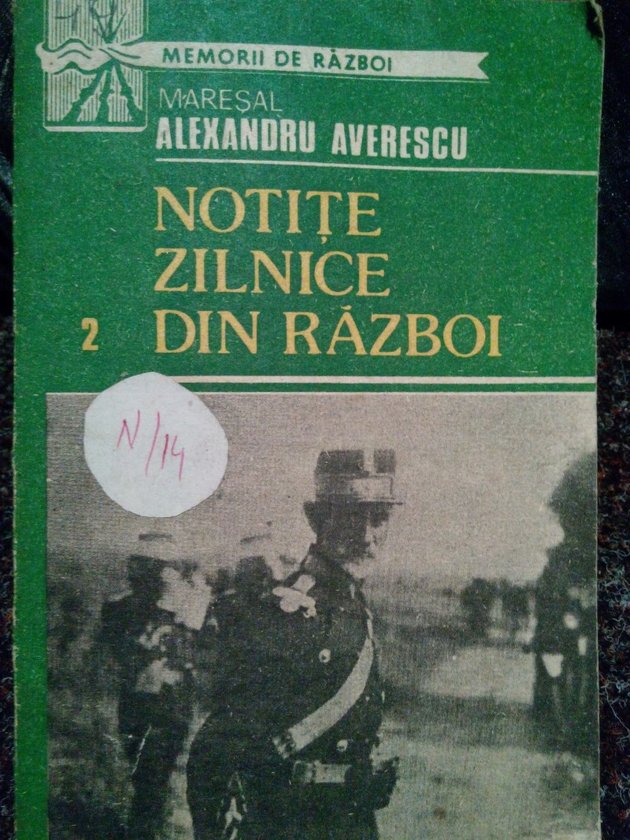 MEMORII DE RĂZBOI
MAREȘAL
ALEXANDRU AVERESCU
NOTIȚE
ZILNICE
2 DIN RĂZBOI
N/14